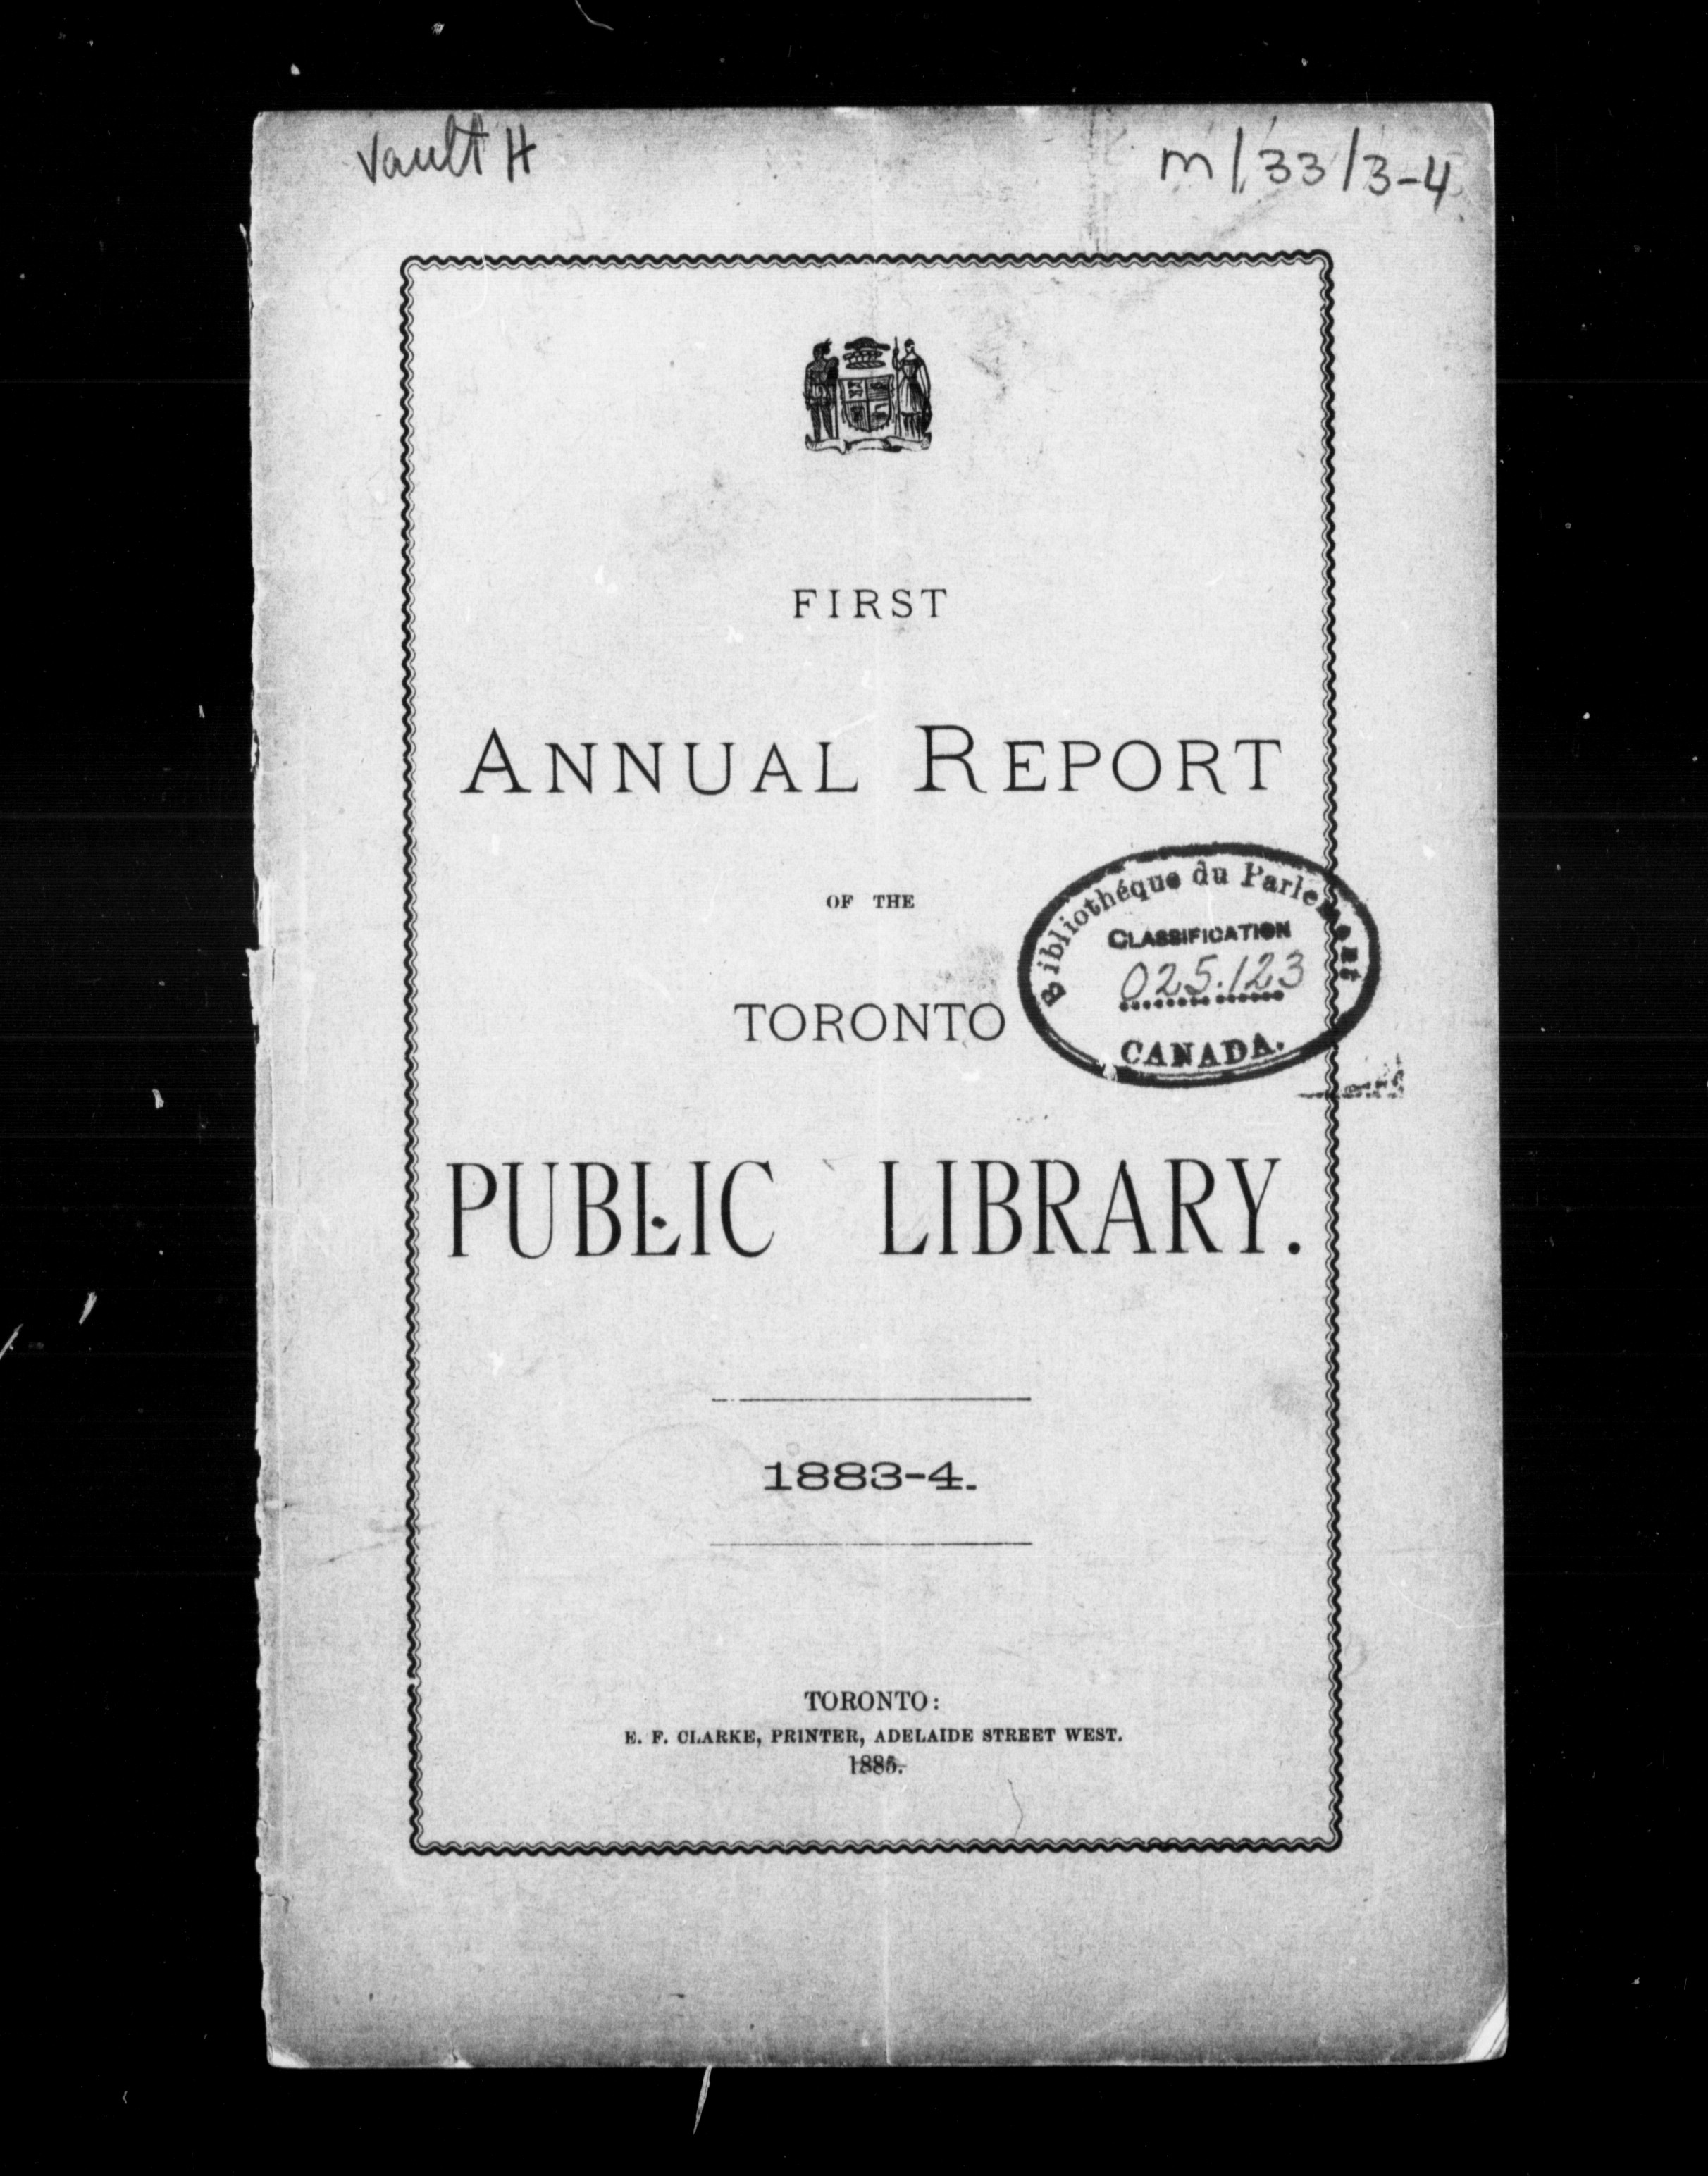 vault H
m/33/3-4
FIRST
ANNUAL REPORT
OF THE
TORONTO
PUBLIC LIBRARY.
Bibliothéque du Parlement
CLASSIFICATION
025.123
CANADA.
1883-4.
TORONTO:
E. F. CLARKE, PRINTER, ADELAIDE STREET WEST.
1885.